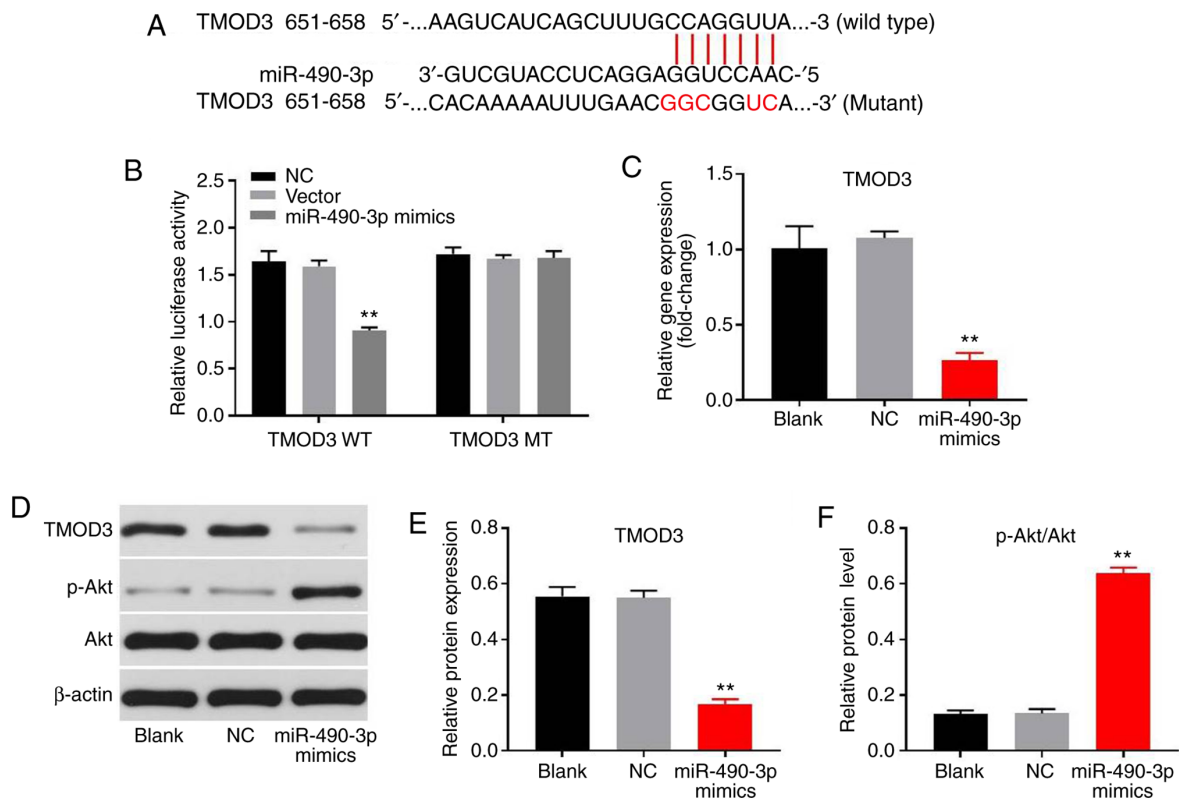 A
TMOD3 651-658 5′-...AAGUCAUCAGCUUUGCCAGGUUA...-3 (wild type)
miR-490-3p 3′-GUCGUACCUCAGGAGGUCCAAC-′5
TMOD3 651-658 5′-...CACAAAAAUUUGAACGGCGGUCA...-3′ (Mutant)
B
Relative luciferase activity
2.5
2.0
1.5
1.0
0.5
0.0
NC
Vector
miR-490-3p mimics
**
TMOD3 WT
TMOD3 MT
C
TMOD3
Relative gene expression
(fold-change)
1.5
1.0
0.5
0.0
**
Blank
NC
miR-490-3p
mimics
D
TMOD3
p-Akt
Akt
β-actin
Blank
NC
miR-490-3p
mimics
E
TMOD3
Relative protein expression
0.8
0.6
0.4
0.2
0.0
**
Blank
NC
miR-490-3p
mimics
F
p-Akt/Akt
Relative protein level
0.8
0.6
0.4
0.2
0.0
**
Blank
NC
miR-490-3p
mimics